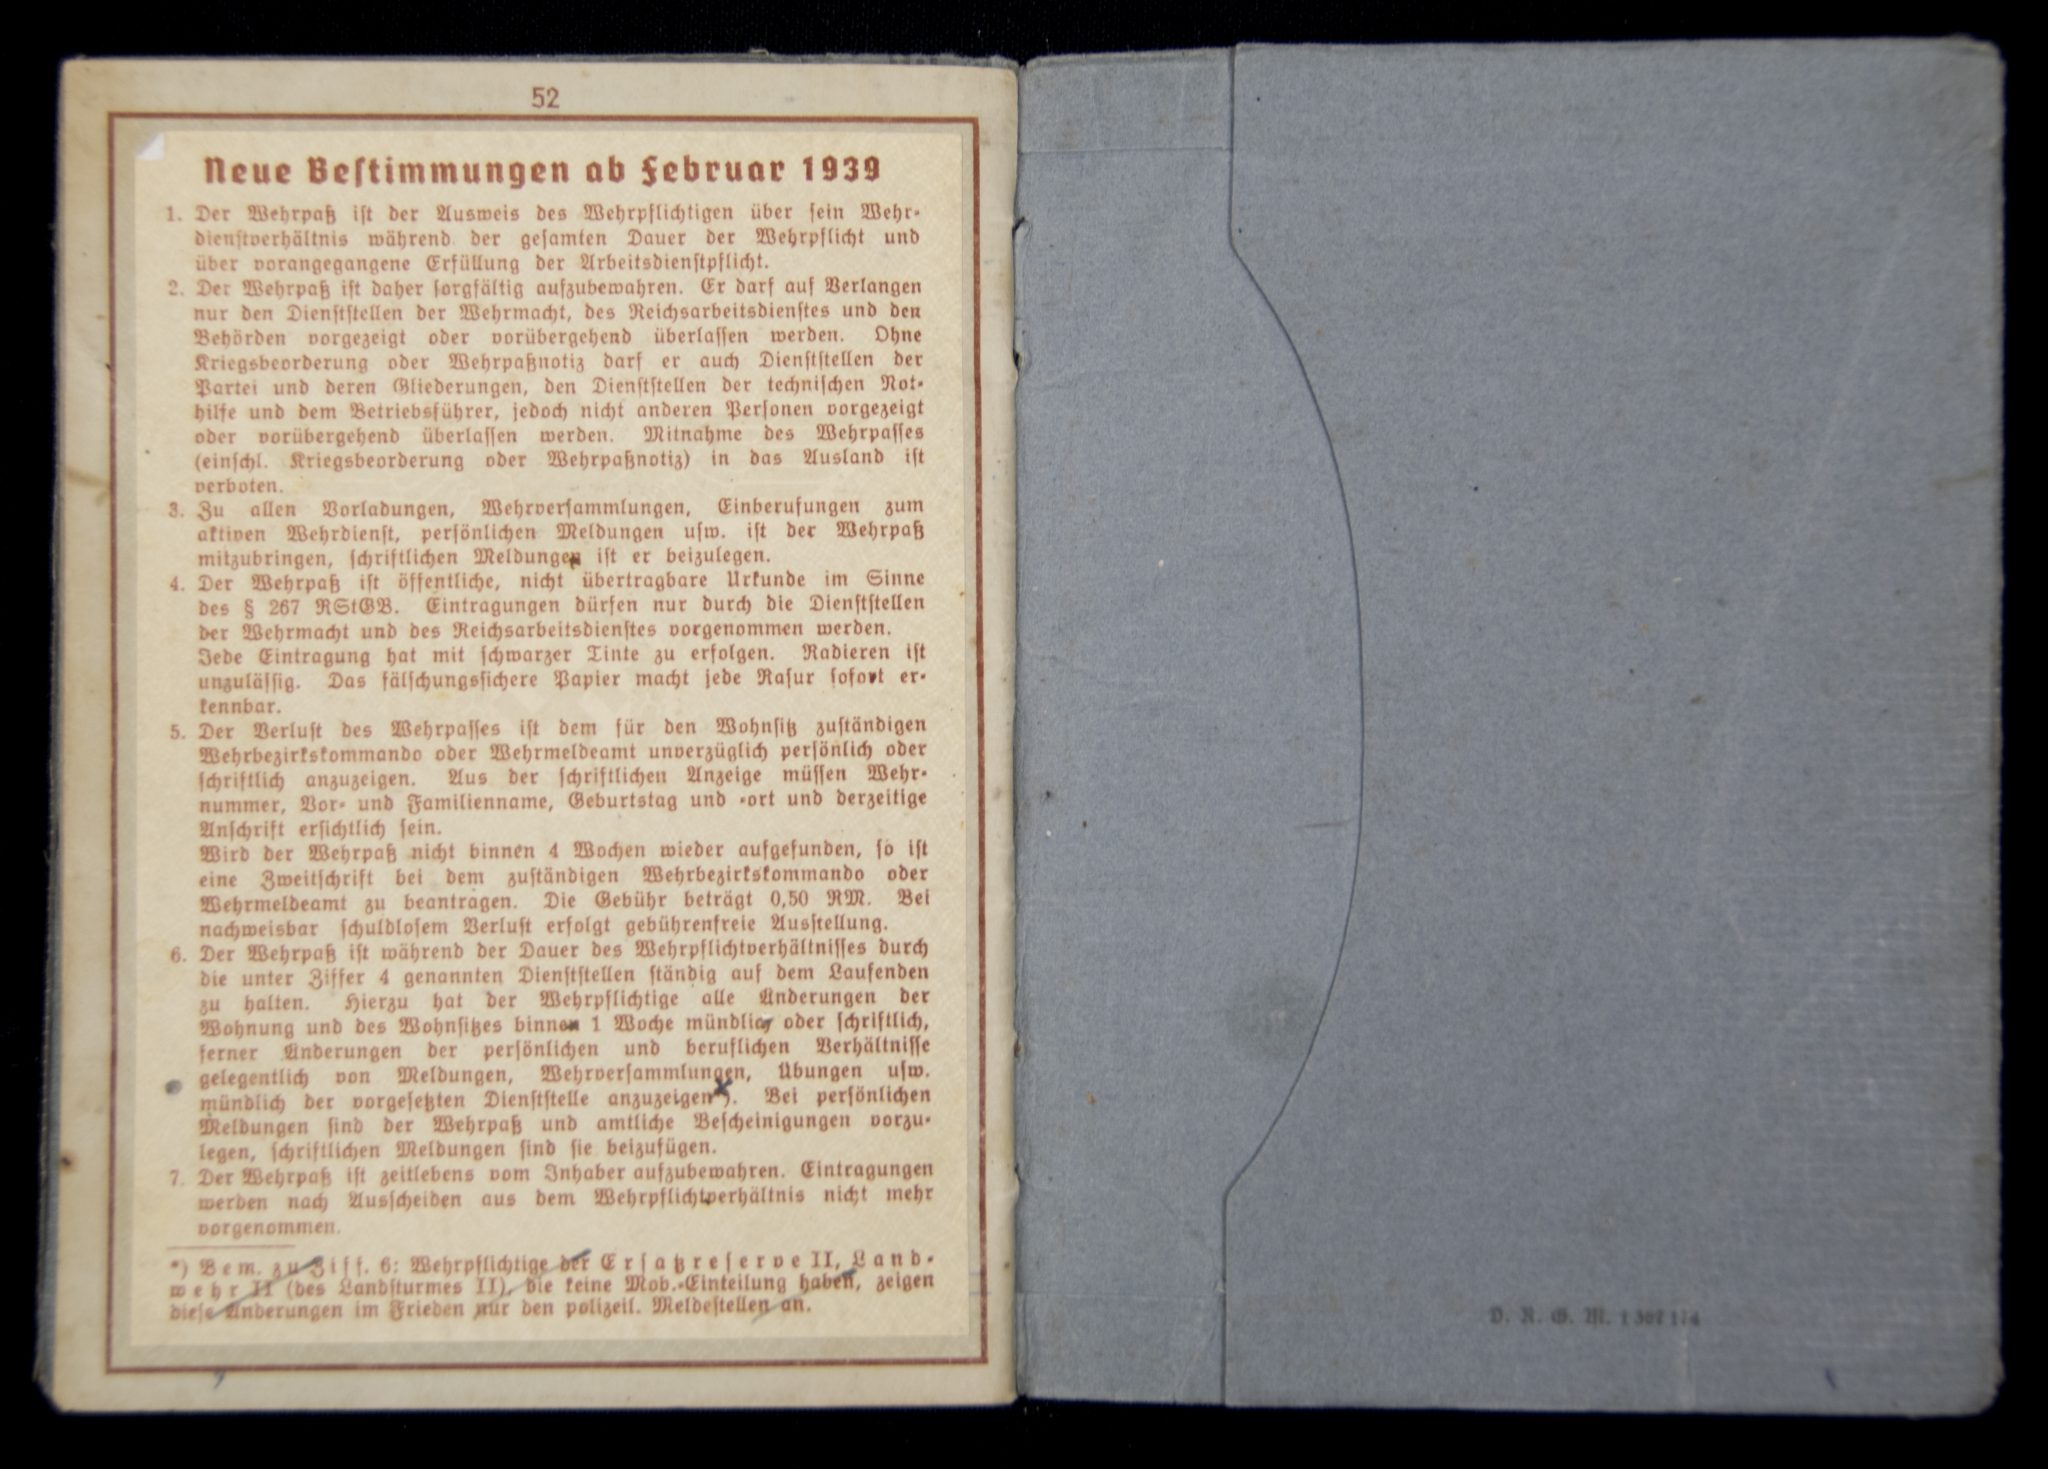 52
Neue Bestimmungen ab Februar 1939
1. Der Wehrpaß ist der Ausweis des Wehrpflichtigen über sein Wehr-
dienstverhältnis während der gesamten Dauer der Wehrpflicht und
über vorangegangene Erfüllung der Arbeitsdienstpflicht.
2. Der Wehrpaß ist daher sorgfältig aufzubewahren. Er darf auf Verlangen
nur den Dienststellen der Wehrmacht, des Reichsarbeitsdienstes und den
Behörden vorgezeigt oder vorübergehend überlassen werden. Ohne
Kriegsbeorderung oder Wehrpaßnotiz darf er auch Dienststellen der
Partei und deren Gliederungen, den Dienststellen der technischen Not-
hilfe und dem Betriebsführer, jedoch nicht anderen Personen vorgezeigt
oder vorübergehend überlassen werden. Mitnahme des Wehrpasses
(einschl. Kriegsbeorderung oder Wehrpaßnotiz) in das Ausland ist
verboten.
3. Zu allen Vorladungen, Wehrversammlungen, Einberufungen zum
aktiven Wehrdienst, persönlichen Meldungen usw. ist der Wehrpaß
mitzubringen, schriftlichen Meldungen ist er beizulegen.
4. Der Wehrpaß ist öffentliche, nicht übertragbare Urkunde im Sinne
des § 267 RStGB. Eintragungen dürfen nur durch die Dienststellen
der Wehrmacht und des Reichsarbeitsdienstes vorgenommen werden.
Jede Eintragung hat mit schwarzer Tinte zu erfolgen. Radieren ist
unzulässig. Das fälschungssichere Papier macht jede Rasur sofort er-
kennbar.
5. Der Verlust des Wehrpasses ist dem für den Wohnsitz zuständigen
Wehrbezirkskommando oder Wehrmeldeamt unverzüglich persönlich oder
schriftlich anzuzeigen. Aus der schriftlichen Anzeige müssen Wehr-
nummer, Vor- und Familienname, Geburtstag und -ort und derzeitige
Anschrift ersichtlich sein.
Wird der Wehrpaß nicht binnen 4 Wochen wieder aufgefunden, so ist
eine Zweitschrift bei dem zuständigen Wehrbezirkskommando oder
Wehrmeldeamt zu beantragen. Die Gebühr beträgt 0,50 RM. Bei
nachweisbar schuldlosem Verlust erfolgt gebührenfreie Ausstellung.
6. Der Wehrpaß ist während der Dauer des Wehrpflichtverhältnisses durch
die unter Ziffer 4 genannten Dienststellen ständig auf dem Laufenden
zu halten. Hierzu hat der Wehrpflichtige alle Änderungen der
Wohnung und des Wohnsitzes binnen 1 Woche mündlich oder schriftlich,
ferner Änderungen der persönlichen und beruflichen Verhältnisse
gelegentlich von Meldungen, Wehrversammlungen, Übungen usw.
mündlich der vorgesetzten Dienststelle anzuzeigen*). Bei persönlichen
Meldungen sind der Wehrpaß und amtliche Bescheinigungen vorzu-
legen, schriftlichen Meldungen sind sie beizufügen.
7. Der Wehrpaß ist zeitlebens vom Inhaber aufzubewahren. Eintragungen
werden nach Ausscheiden aus dem Wehrpflichtverhältnis nicht mehr
vorgenommen.
*) Bem. zu Ziff. 6: Wehrpflichtige der Ersatzreserve II, Land-
wehr II (des Landsturmes II), die keine Mob.-Einteilung haben, zeigen
diese Änderungen im Frieden nur den polizeil. Meldestellen an.
D. R. G. M.